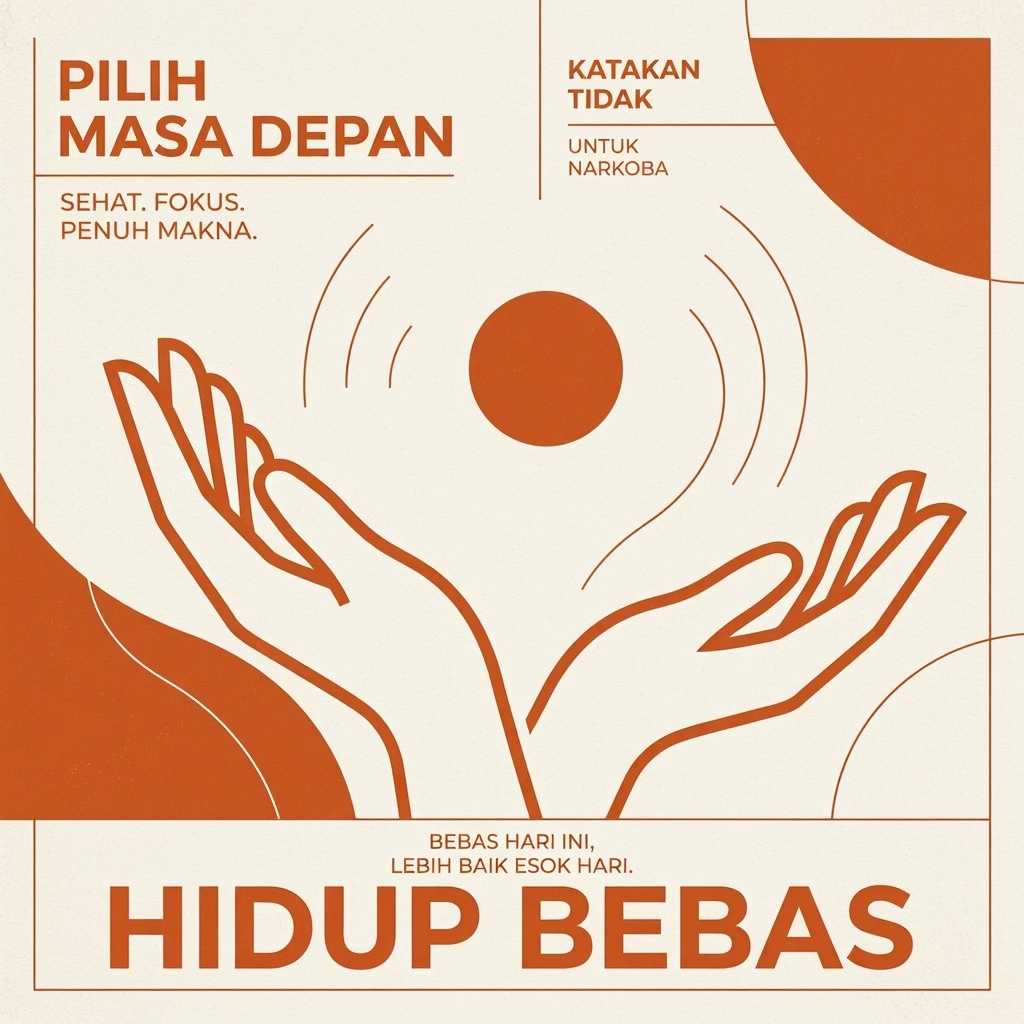 PILIH
MASA DEPAN
SEHAT. FOKUS.
PENUH MAKNA.
KATAKAN
TIDAK
UNTUK
NARKOBA
BEBAS HARI INI,
LEBIH BAIK ESOK HARI.
HIDUP BEBAS